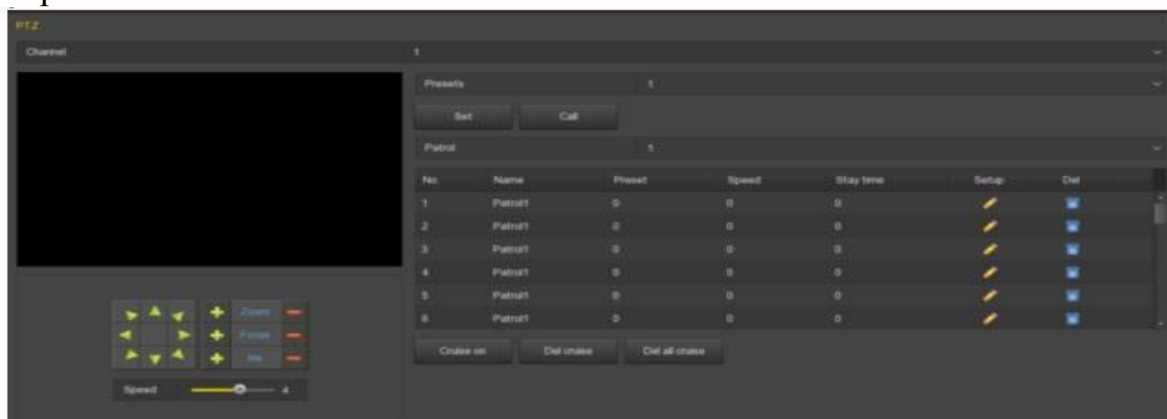 PTZ.
Channel 1
Presets 1
Set Call
Patrol 1
No. Name Preset Speed Stay time Setup Del
1 Patrol1 0 0 0
2 Patrol1 0 0 0
3 Patrol1 0 0 0
4 Patrol1 0 0 0
5 Patrol1 0 0 0
6 Patrol1 0 0 0
Zoom
Focus
Iris
Cruise on Del cruise Del all cruise
Speed 4